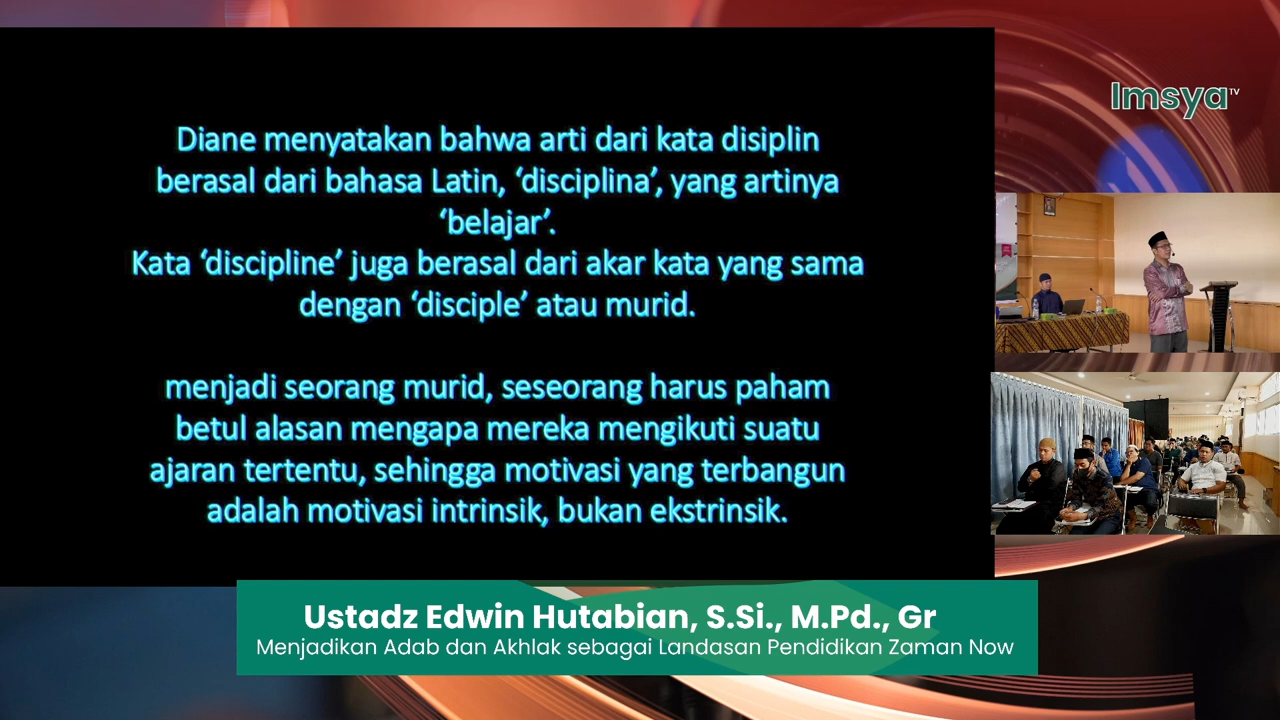 Diane menyatakan bahwa arti dari kata disiplin
berasal dari bahasa Latin, ‘disciplina’, yang artinya
‘belajar’.
Kata ‘discipline’ juga berasal dari akar kata yang sama
dengan ‘disciple’ atau murid.
menjadi seorang murid, seseorang harus paham
betul alasan mengapa mereka mengikuti suatu
ajaran tertentu, sehingga motivasi yang terbangun
adalah motivasi intrinsik, bukan ekstrinsik.
Imsya TV
Ustadz Edwin Hutabian, S.Si., M.Pd., Gr
Menjadikan Adab dan Akhlak sebagai Landasan Pendidikan Zaman Now